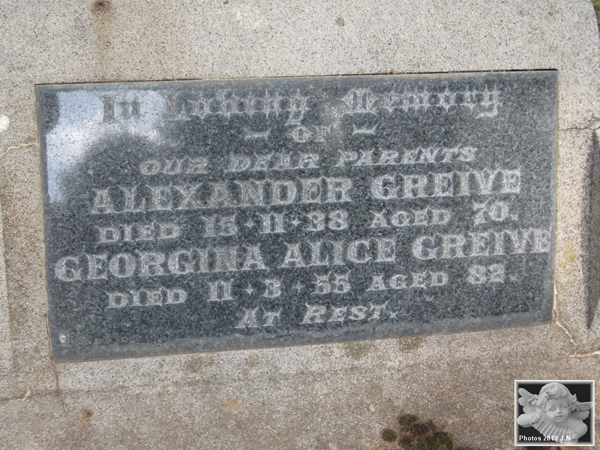 In Loving Memory
- OF -
OUR DEAR PARENTS
ALEXANDER GREIVE
DIED 15·11·38 AGED 70.
GEORGINA ALICE GREIVE
DIED 11·3·55 AGED 82.
AT REST.
Photos 2010 J.N